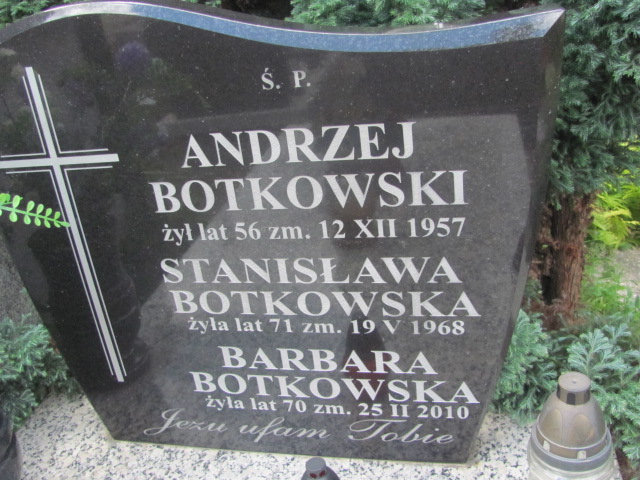 Ś. P.
ANDRZEJ
BOTKOWSKI
żył lat 56 zm. 12 XII 1957
STANISŁAWA
BOTKOWSKA
żyła lat 71 zm. 19 V 1968
BARBARA
BOTKOWSKA
żyła lat 70 zm. 25 II 2010
Jezu ufam Tobie